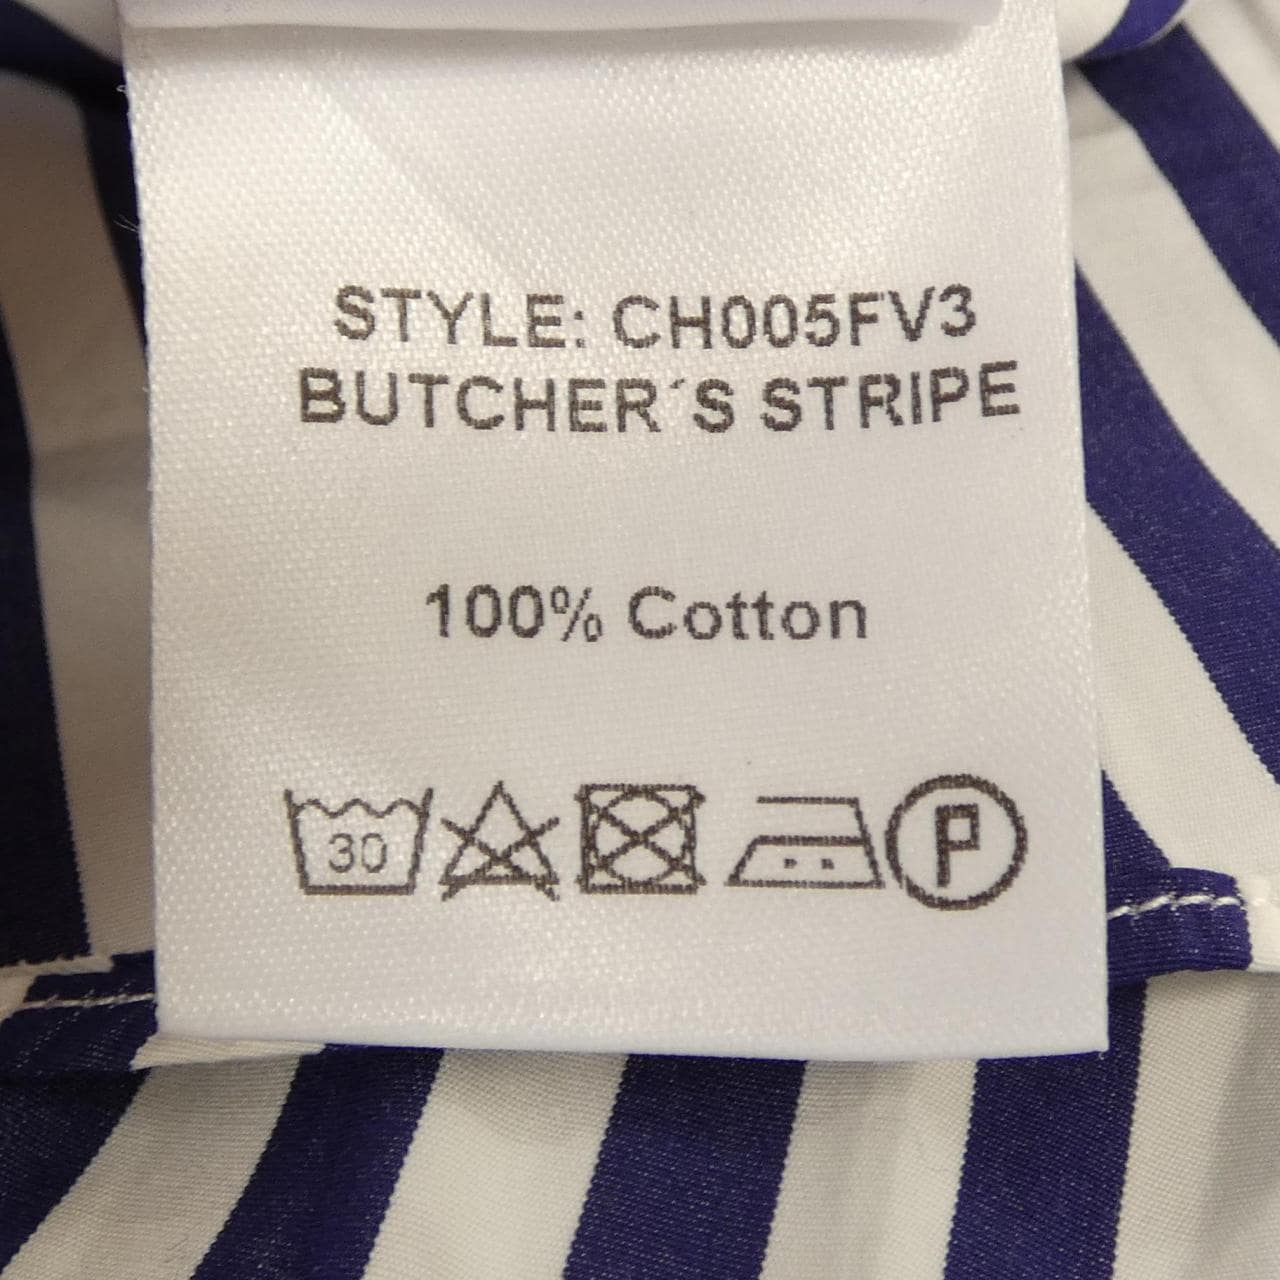 STYLE: CH005FV3
BUTCHER´S STRIPE
100% Cotton
30 P